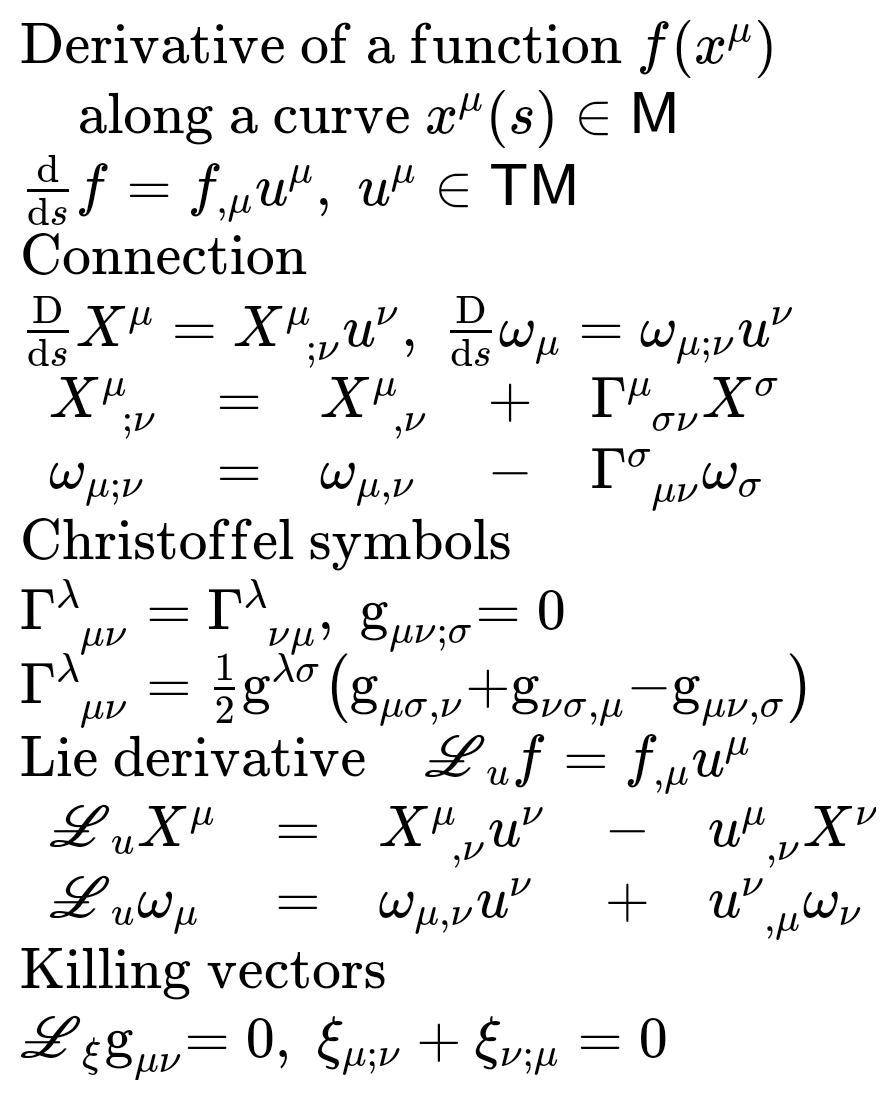 Derivative of a function f(x^μ)
along a curve x^μ(s) ∈ M
d/ds f = f_{,μ}u^μ, u^μ ∈ TM
Connection
D/ds X^μ = X^μ_{;ν}u^ν, D/ds ω_μ = ω_{μ;ν}u^ν
X^μ_{;ν} = X^μ_{,ν} + Γ^μ_{σν}X^σ
ω_{μ;ν} = ω_{μ,ν} − Γ^σ_{μν}ω_σ
Christoffel symbols
Γ^λ_{μν} = Γ^λ_{νμ}, g_{μν;σ} = 0
Γ^λ_{μν} = 1/2 g^{λσ}(g_{μσ,ν}+g_{νσ,μ}−g_{μν,σ})
Lie derivative ℒ_u f = f_{,μ}u^μ
ℒ_u X^μ = X^μ_{,ν}u^ν − u^μ_{,ν}X^ν
ℒ_u ω_μ = ω_{μ,ν}u^ν + u^ν_{,μ}ω_ν
Killing vectors
ℒ_ξ g_{μν} = 0, ξ_{μ;ν} + ξ_{ν;μ} = 0